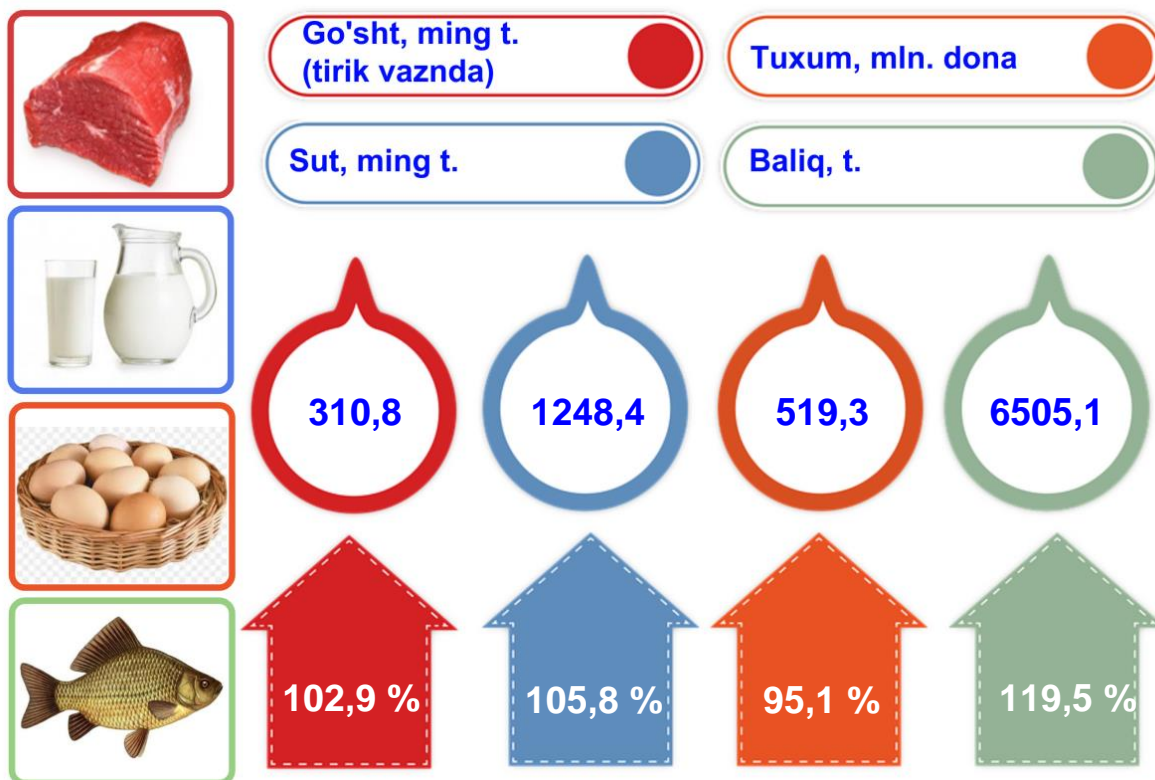 Go'sht, ming t.
(tirik vaznda)
Tuxum, mln. dona
Sut, ming t.
Baliq, t.
310,8
1248,4
519,3
6505,1
102,9 %
105,8 %
95,1 %
119,5 %